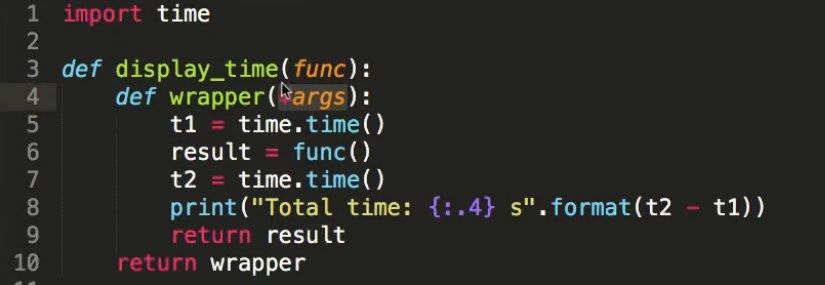 1 import time
2
3 def display_time(func):
4     def wrapper(*args):
5         t1 = time.time()
6         result = func()
7         t2 = time.time()
8         print("Total time: {:.4} s".format(t2 - t1))
9         return result
10     return wrapper